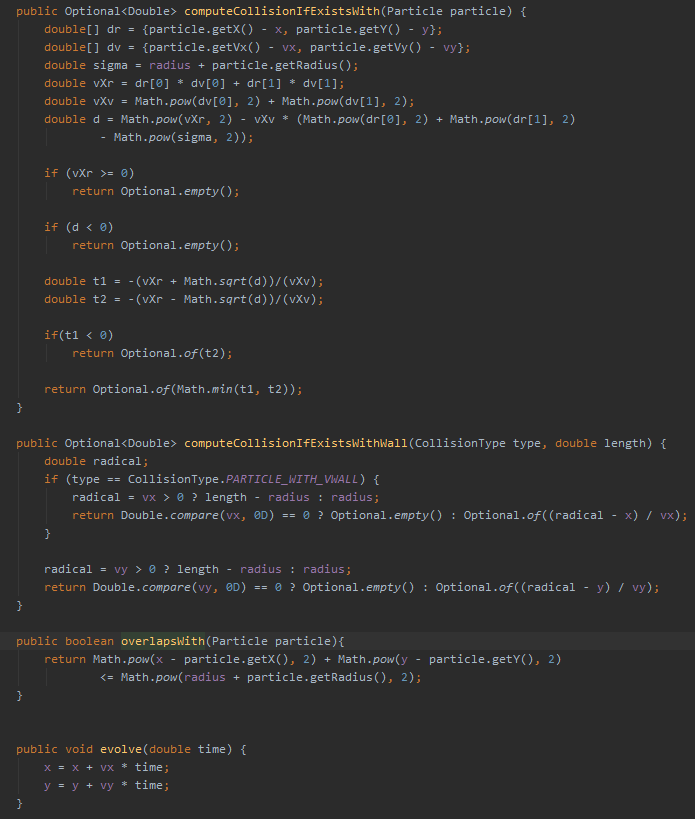 public Optional<Double> computeCollisionIfExistsWith(Particle particle) {
double[] dr = {particle.getX() - x, particle.getY() - y};
double[] dv = {particle.getVx() - vx, particle.getVy() - vy};
double sigma = radius + particle.getRadius();
double vXr = dr[0] * dv[0] + dr[1] * dv[1];
double vXv = Math.pow(dv[0], 2) + Math.pow(dv[1], 2);
double d = Math.pow(vXr, 2) - vXv * (Math.pow(dr[0], 2) + Math.pow(dr[1], 2)
- Math.pow(sigma, 2));
if (vXr >= 0)
return Optional.empty();
if (d < 0)
return Optional.empty();
double t1 = -(vXr + Math.sqrt(d))/(vXv);
double t2 = -(vXr - Math.sqrt(d))/(vXv);
if(t1 < 0)
return Optional.of(t2);
return Optional.of(Math.min(t1, t2));
}
public Optional<Double> computeCollisionIfExistsWithWall(CollisionType type, double length) {
double radical;
if (type == CollisionType.PARTICLE_WITH_VWALL) {
radical = vx > 0 ? length - radius : radius;
return Double.compare(vx, 0D) == 0 ? Optional.empty() : Optional.of((radical - x) / vx);
}
radical = vy > 0 ? length - radius : radius;
return Double.compare(vy, 0D) == 0 ? Optional.empty() : Optional.of((radical - y) / vy);
}
public boolean overlapsWith(Particle particle){
return Math.pow(x - particle.getX(), 2) + Math.pow(y - particle.getY(), 2)
<= Math.pow(radius + particle.getRadius(), 2);
}
public void evolve(double time) {
x = x + vx * time;
y = y + vy * time;
}